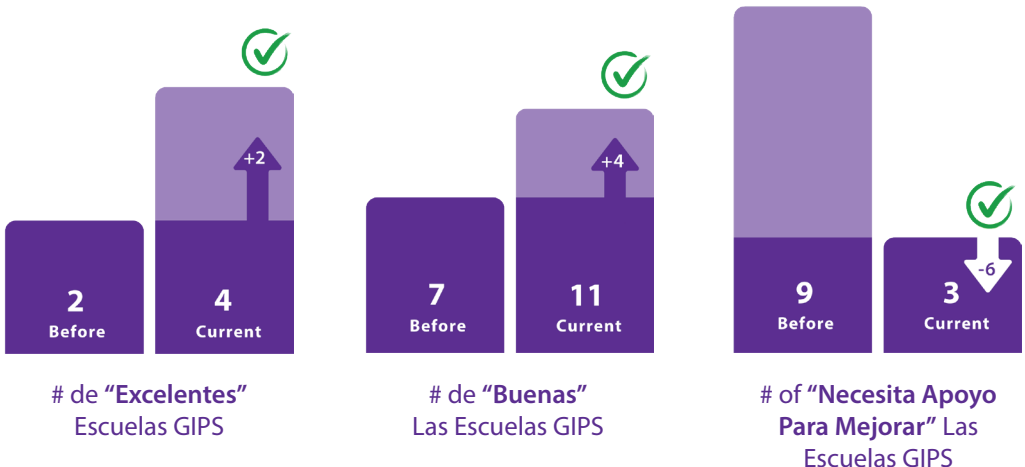 +2
2
Before
4
Current
# de “Excelentes”
Escuelas GIPS
+4
7
Before
11
Current
# de “Buenas”
Las Escuelas GIPS
-6
9
Before
3
Current
# of “Necesita Apoyo
Para Mejorar” Las
Escuelas GIPS